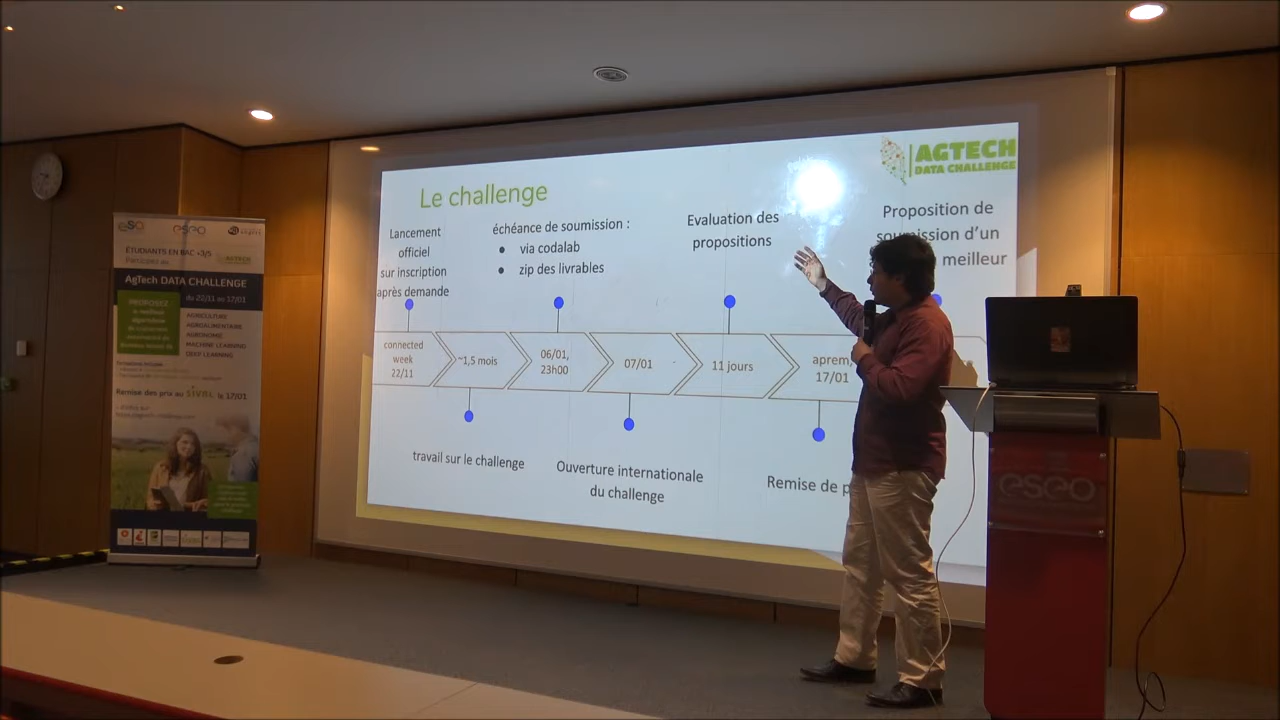 AGTECH
DATA CHALLENGE
Le challenge
Lancement
officiel
sur inscription
après demande
échéance de soumission :
via codalab
zip des livrables
Evaluation des
propositions
Proposition de
soumission d'un
meilleur
connected
week
22/11
~1,5 mois
06/01,
23h00
07/01
11 jours
aprem,
17/01
travail sur le challenge
Ouverture internationale
du challenge
Remise de p
esa
eseo
ÉTUDIANTS EN BAC +3/5
AgTech DATA CHALLENGE
du 22/11 au 17/01
PROPOSEZ
AGRICULTURE
AGROALIMENTAIRE
AGRONOMIE
MACHINE LEARNING
DEEP LEARNING
Remise des prix au sival le 17/01
eseo